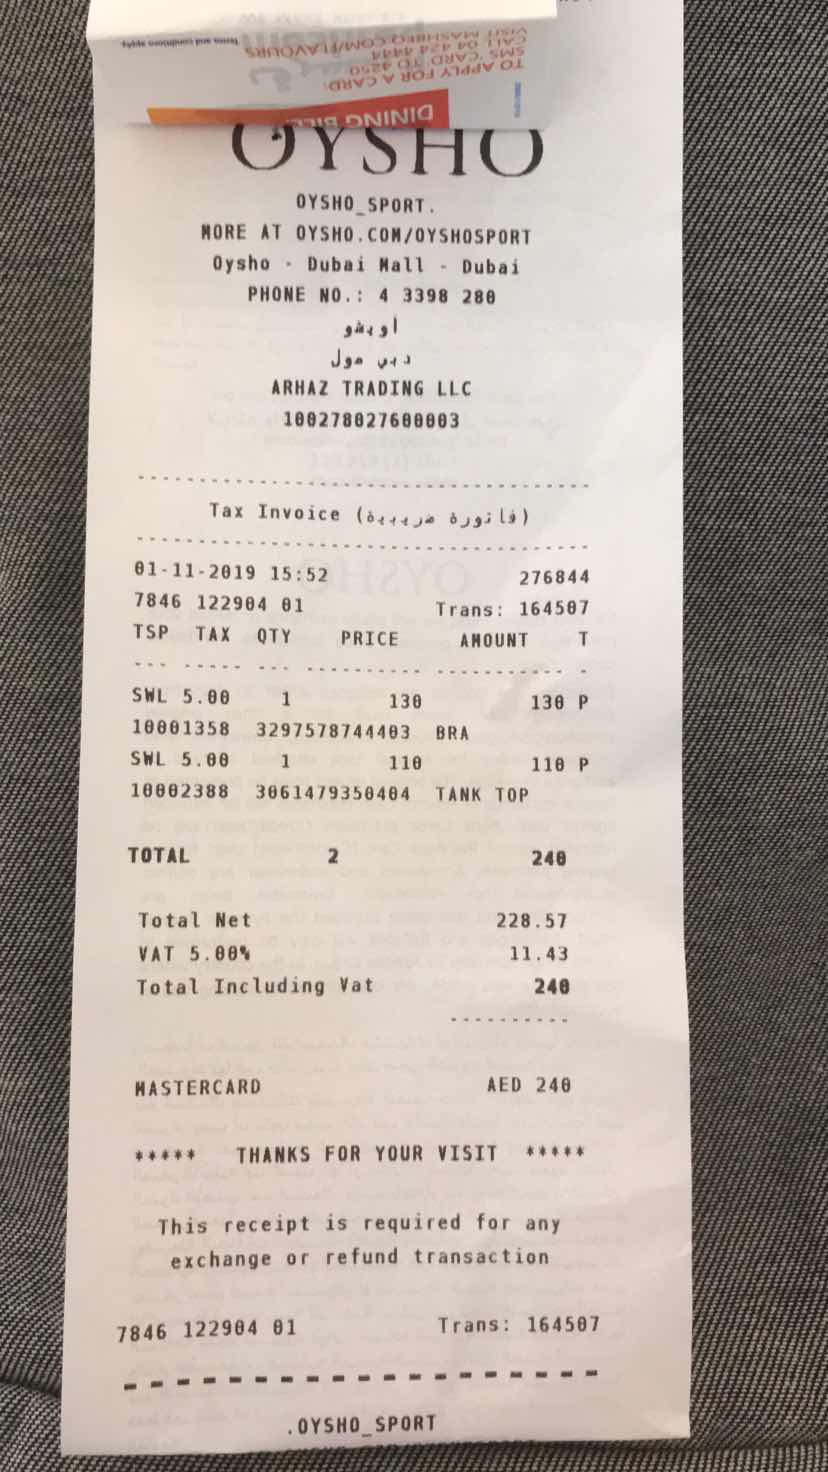 Terms and conditions apply.
VISIT MASHREQ.COM/FLAVOURS
CALL 04 424 4444
SMS 'CARD' TO 4250
TO APPLY FOR A CARD:
DINING
OYSHO
OYSHO_SPORT.
MORE AT OYSHO.COM/OYSHOSPORT
Oysho - Dubai Mall - Dubai
PHONE NO.: 4 3398 280
اويشو
دبي مول
ARHAZ TRADING LLC
100278027600003
Tax Invoice (فاتورة ضريبية)
01-11-2019 15:52 276844
7846 122904 01 Trans: 164507
TSP TAX QTY PRICE AMOUNT T
SWL 5.00 1 130 130 P
10001358 3297578744403 BRA
SWL 5.00 1 110 110 P
10002388 3061479350404 TANK TOP
TOTAL 2 240
Total Net 228.57
VAT 5.00% 11.43
Total Including Vat 240
MASTERCARD AED 240
***** THANKS FOR YOUR VISIT *****
This receipt is required for any
exchange or refund transaction
7846 122904 01 Trans: 164507
.OYSHO_SPORT